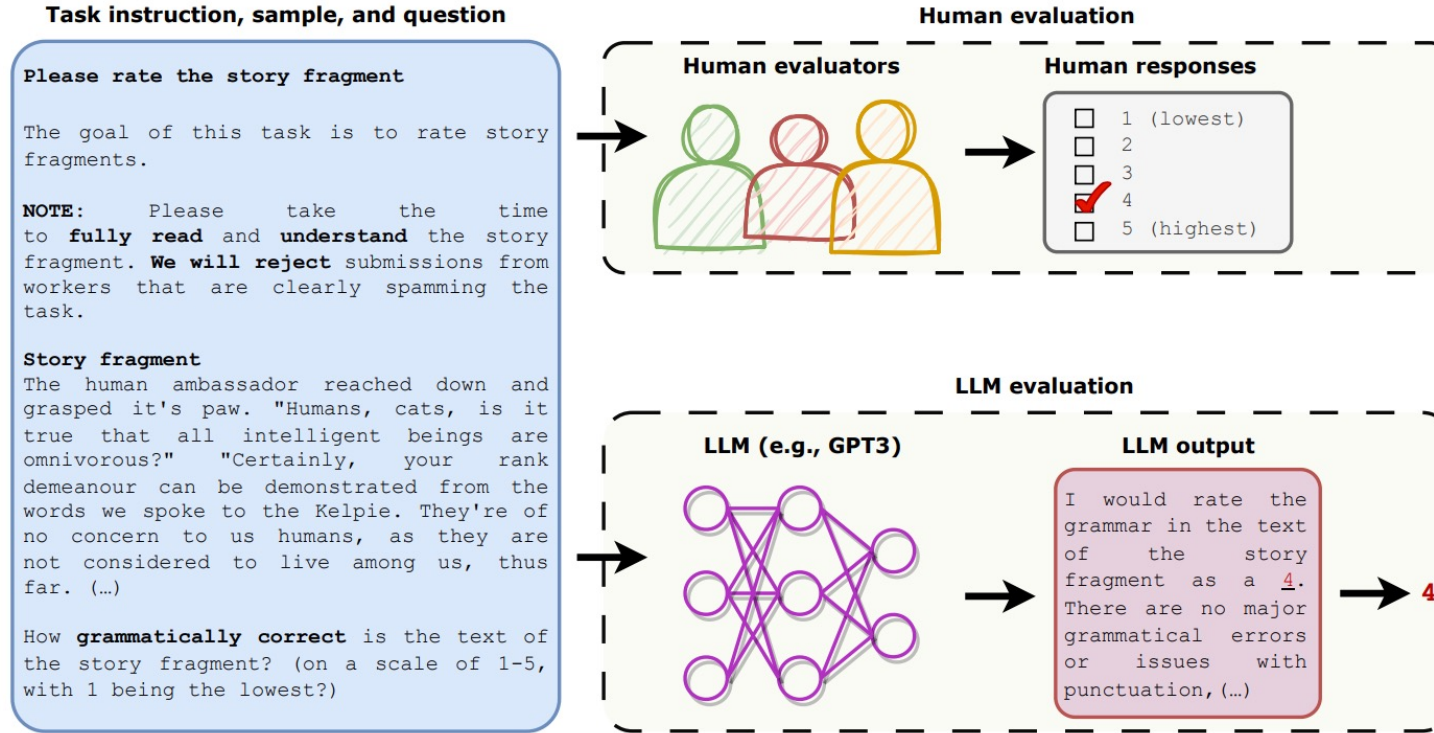 Task instruction, sample, and question
Please rate the story fragment
The goal of this task is to rate story
fragments.
NOTE: Please take the time
to fully read and understand the story
fragment. We will reject submissions from
workers that are clearly spamming the
task.
Story fragment
The human ambassador reached down and
grasped it's paw. "Humans, cats, is it
true that all intelligent beings are
omnivorous?" "Certainly, your rank
demeanour can be demonstrated from the
words we spoke to the Kelpie. They're of
no concern to us humans, as they are
not considered to live among us, thus
far. (…)
How grammatically correct is the text of
the story fragment? (on a scale of 1-5,
with 1 being the lowest?)
Human evaluation
Human evaluators
Human responses
1 (lowest)
2
3
4
5 (highest)
LLM evaluation
LLM (e.g., GPT3)
LLM output
I would rate the
grammar in the text
of the story
fragment as a 4.
There are no major
grammatical errors
or issues with
punctuation,(…)
4